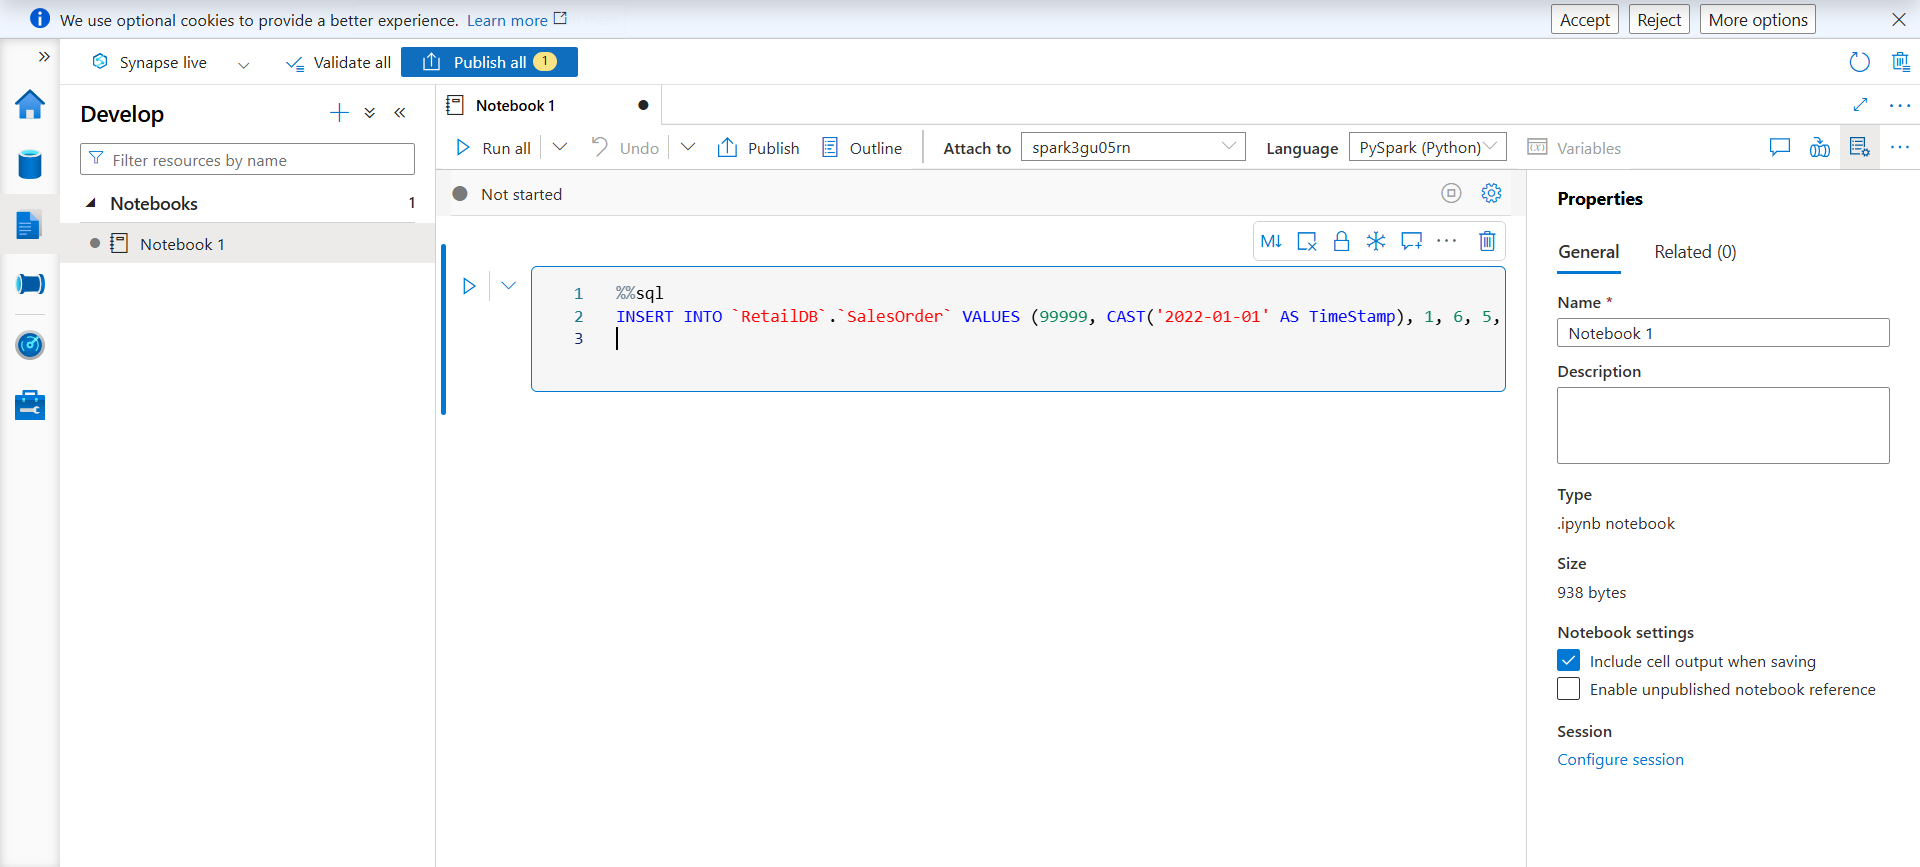 We use optional cookies to provide a better experience. Learn more
Accept
Reject
More options
Synapse live
Validate all
Publish all 1
Develop
Filter resources by name
Notebooks 1
Notebook 1
Notebook 1
Run all
Undo
Publish
Outline
Attach to
spark3gu05rn
Language
PySpark (Python)
Variables
Not started
M↓
1 %%sql
2 INSERT INTO `RetailDB`.`SalesOrder` VALUES (99999, CAST('2022-01-01' AS TimeStamp), 1, 6, 5,
3
Properties
General
Related (0)
Name *
Notebook 1
Description
Type
.ipynb notebook
Size
938 bytes
Notebook settings
Include cell output when saving
Enable unpublished notebook reference
Session
Configure session